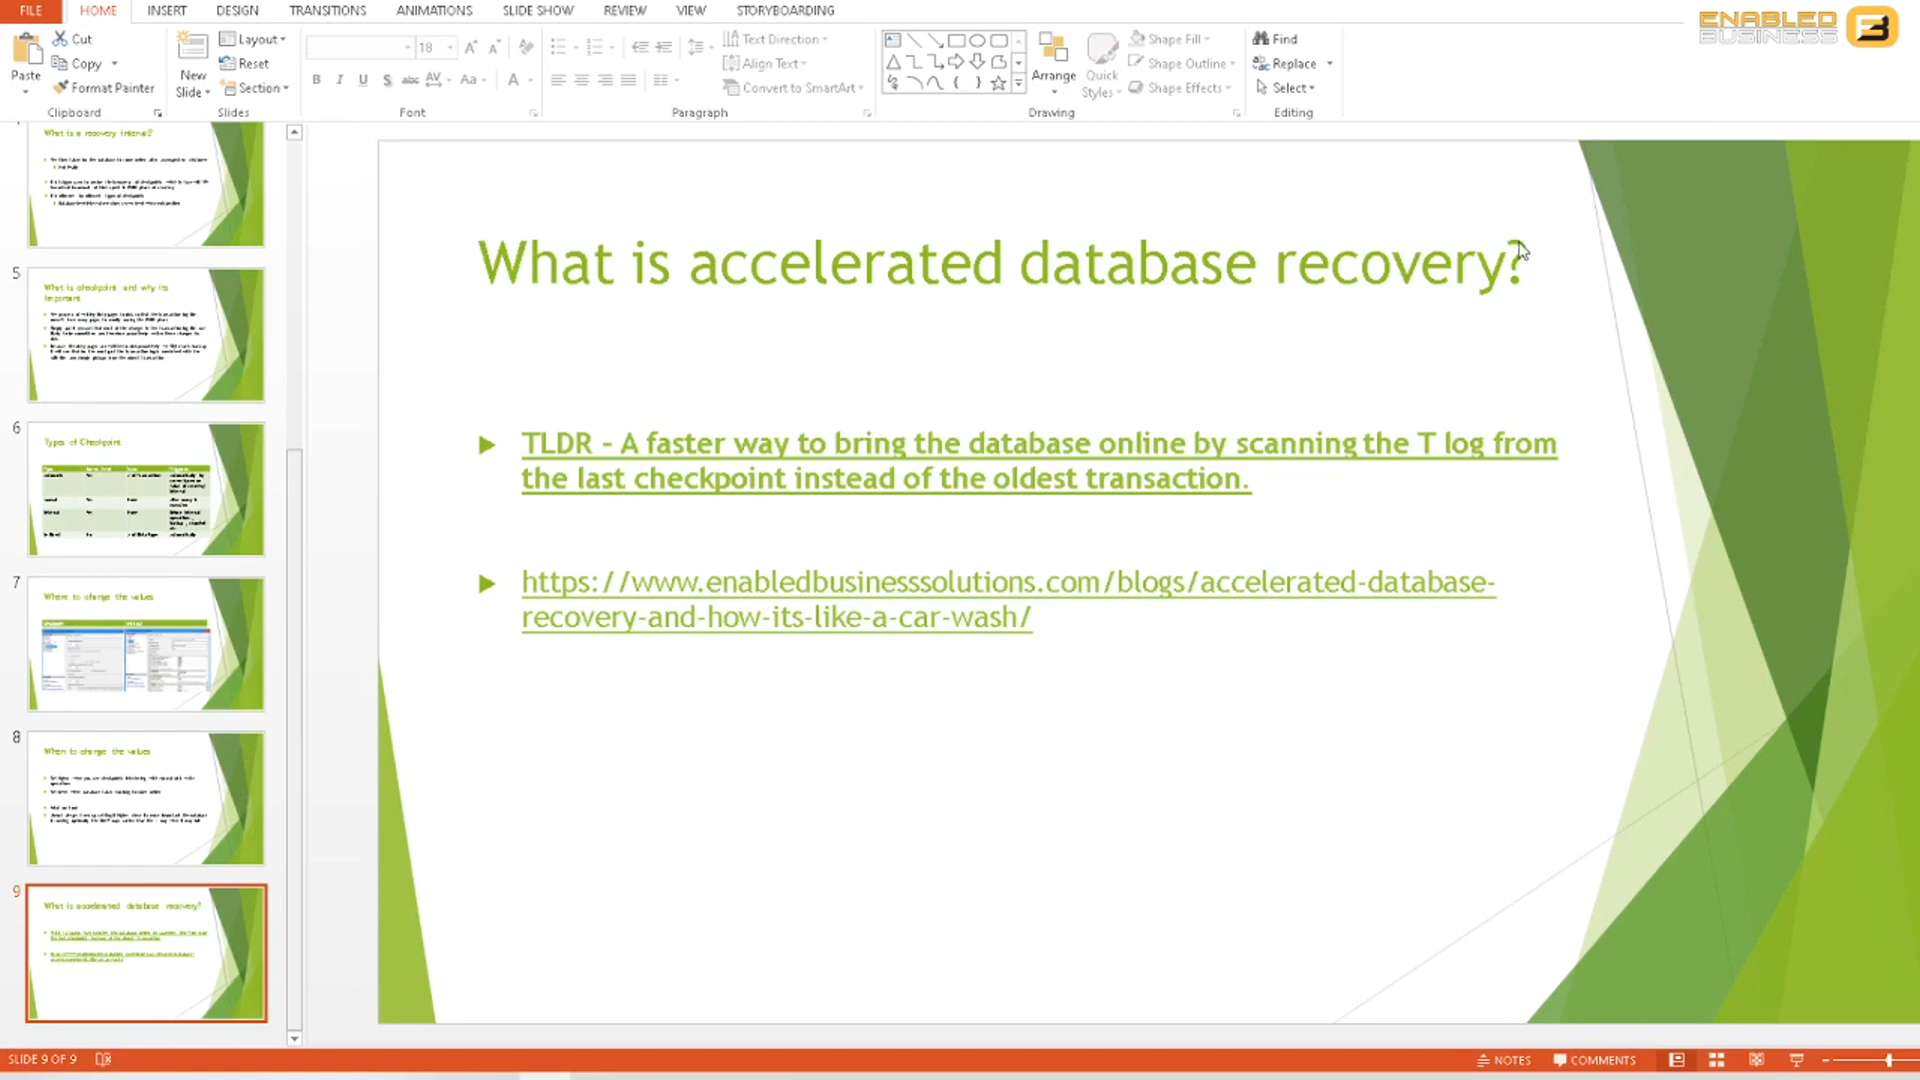 FILE HOME INSERT DESIGN TRANSITIONS ANIMATIONS SLIDE SHOW REVIEW VIEW STORYBOARDING
ENABLED
BUSINESS
Cut
Copy
Format Painter
Paste
Clipboard
New
Slide
Layout
Reset
Section
Slides
18
B I U S abc AV Aa A
Font
Text Direction
Align Text
Convert to SmartArt
Paragraph
Arrange
Quick
Styles
Shape Fill
Shape Outline
Shape Effects
Drawing
Find
Replace
Select
Editing
What is a recovery interval?
5
What is checkpoint and why its
important
6
Types of Checkpoint
7
Where to change the values
8
When to change the values
9
What is accelerated database recovery?
What is accelerated database recovery?
TLDR – A faster way to bring the database online by scanning the T log from
the last checkpoint instead of the oldest transaction.
https://www.enabledbusinesssolutions.com/blogs/accelerated-database-
recovery-and-how-its-like-a-car-wash/
SLIDE 9 OF 9
NOTES
COMMENTS